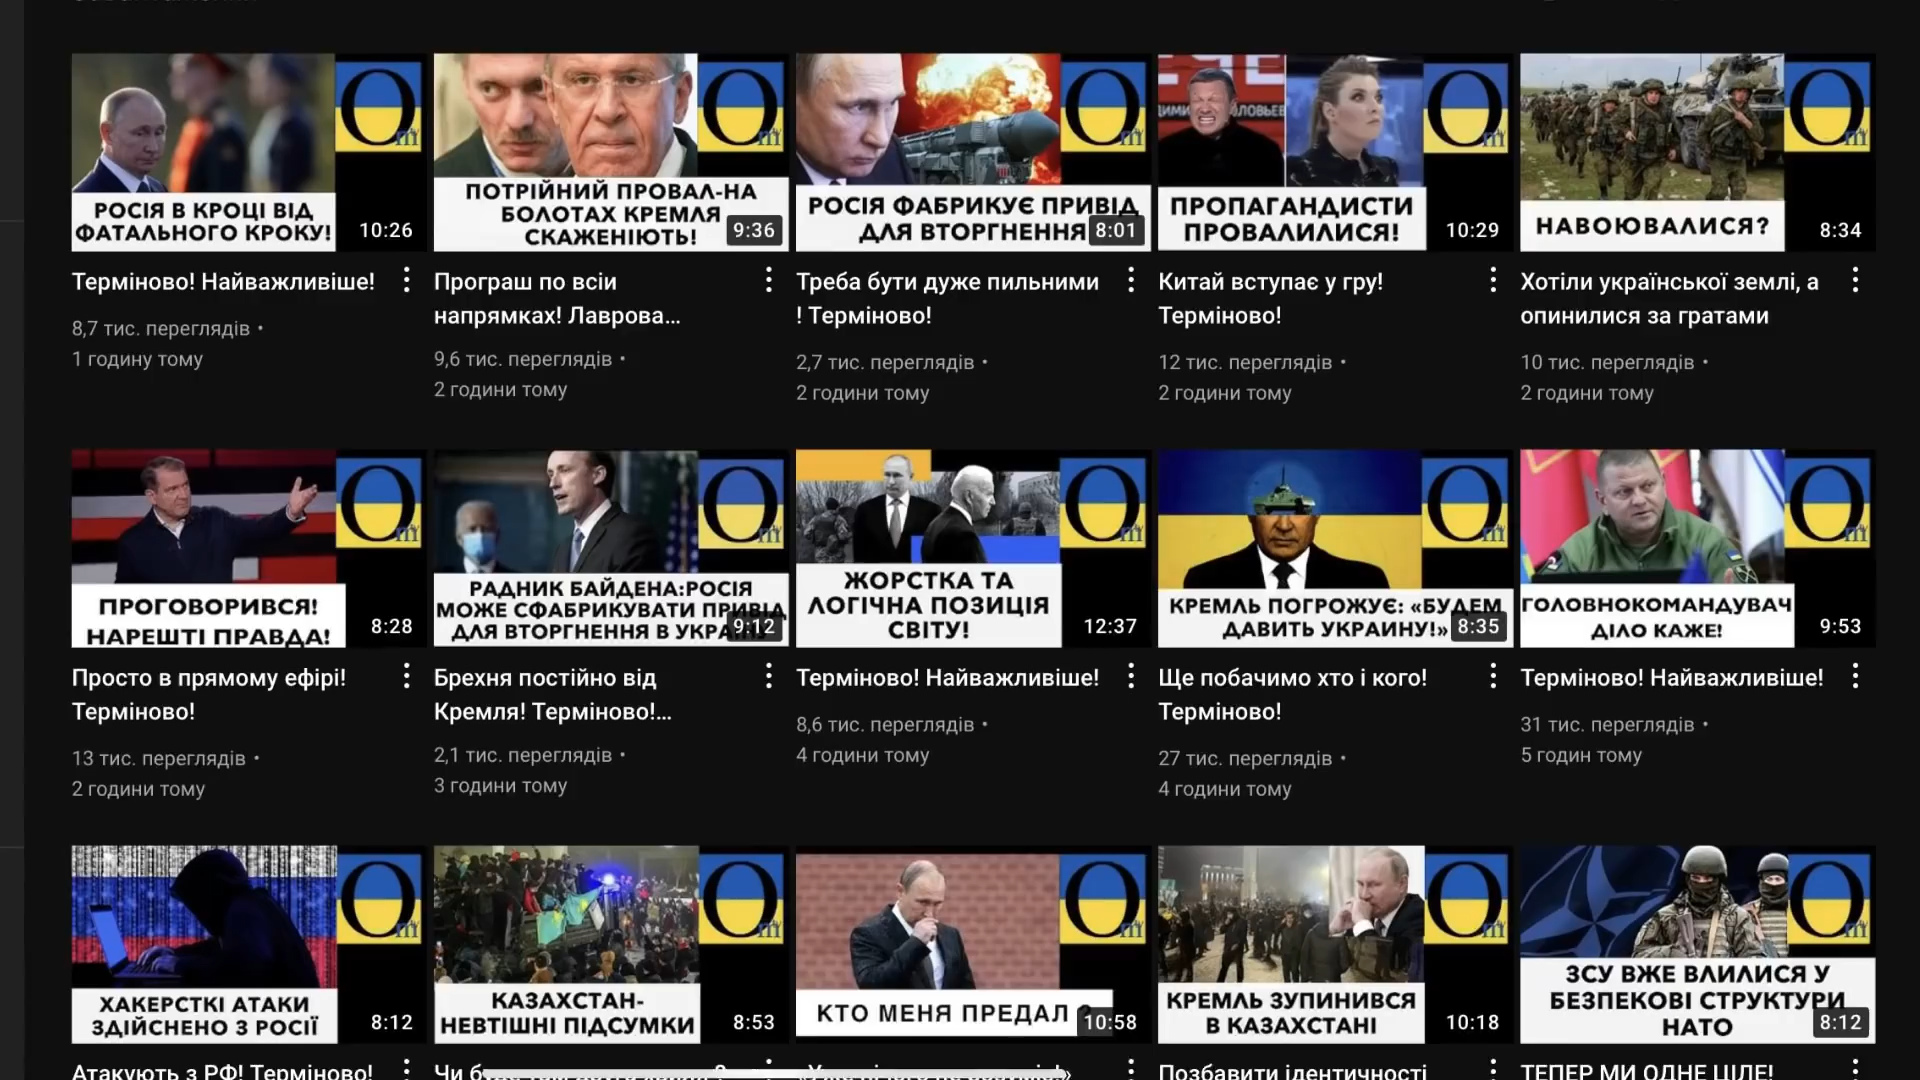 РОСІЯ В КРОЦІ ВІД
ФАТАЛЬНОГО КРОКУ!
10:26
Терміново! Найважливіше!
8,7 тис. переглядів •
1 годину тому
ПОТРІЙНИЙ ПРОВАЛ-НА
БОЛОТАХ КРЕМЛЯ
СКАЖЕНІЮТЬ!
9:36
Програш по всіи
напрямках! Лаврова...
9,6 тис. переглядів •
2 години тому
РОСІЯ ФАБРИКУЄ ПРИВІД
ДЛЯ ВТОРГНЕННЯ
8:01
Треба бути дуже пильними
! Терміново!
2,7 тис. переглядів •
2 години тому
ПРОПАГАНДИСТИ
ПРОВАЛИЛИСЯ!
10:29
Китай вступає у гру!
Терміново!
12 тис. переглядів •
2 години тому
НАВОЮВАЛИСЯ?
8:34
Хотіли української землі, а
опинилися за гратами
10 тис. переглядів •
2 години тому
ПРОГОВОРИВСЯ!
НАРЕШТІ ПРАВДА!
8:28
Просто в прямому ефірі!
Терміново!
13 тис. переглядів •
2 години тому
РАДНИК БАЙДЕНА:РОСІЯ
МОЖЕ СФАБРИКУВАТИ ПРИВІД
ДЛЯ ВТОРГНЕННЯ В УКРАЇНУ
9:12
Брехня постійно від
Кремля! Терміново!...
2,1 тис. переглядів •
3 години тому
ЖОРСТКА ТА
ЛОГІЧНА ПОЗИЦІЯ
СВІТУ!
12:37
Терміново! Найважливіше!
8,6 тис. переглядів •
4 години тому
КРЕМЛЬ ПОГРОЖУЄ: «БУДЕМ
ДАВИТЬ УКРАИНУ!»
8:35
Ще побачимо хто і кого!
Терміново!
27 тис. переглядів •
4 години тому
ГОЛОВНОКОМАНДУВАЧ
ДІЛО КАЖЕ!
9:53
Терміново! Найважливіше!
31 тис. переглядів •
5 годин тому
ХАКЕРСТКІ АТАКИ
ЗДІЙСНЕНО З РОСІЇ
8:12
Атакують з РФ! Терміново!
КАЗАХСТАН-
НЕВТІШНІ ПІДСУМКИ
8:53
Чи
КТО МЕНЯ ПРЕДАЛ ?
10:58
КРЕМЛЬ ЗУПИНИВСЯ
В КАЗАХСТАНІ
10:18
Позбавити ідентичності
ЗСУ ВЖЕ ВЛИЛИСЯ У
БЕЗПЕКОВІ СТРУКТУРИ
НАТО
8:12
ТЕПЕР МИ ОДНЕ ЦІЛЕ!